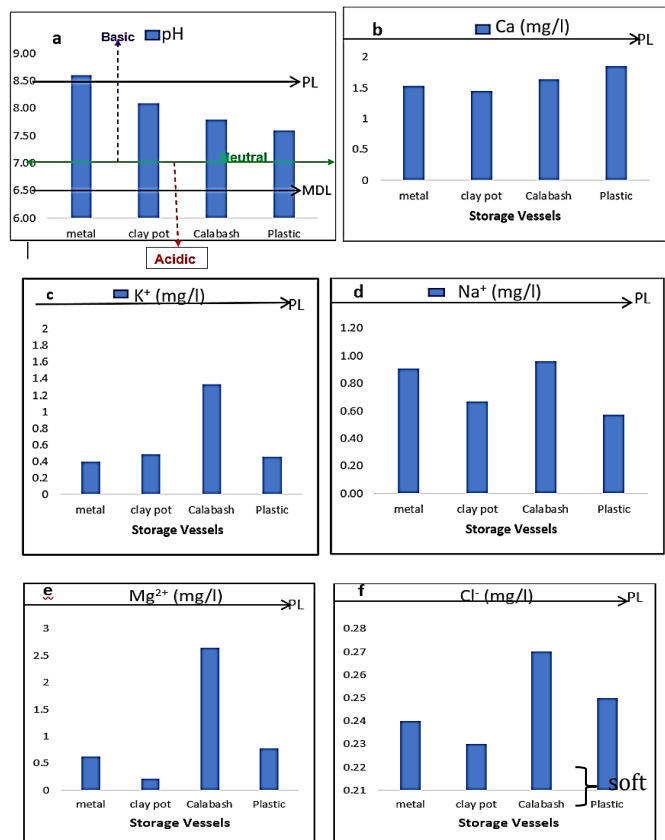 a
Basic
pH
9.00
8.50
PL
8.00
7.50
7.00
Neutral
6.50
MDL
6.00
metal clay pot Calabash Plastic
Acidic
b
Ca (mg/l)
PL
2
1.5
1
0.5
0
metal clay pot Calabash Plastic
Storage Vessels
c
K⁺ (mg/l)
PL
2
1.8
1.6
1.4
1.2
1
0.8
0.6
0.4
0.2
0
metal clay pot Calabash Plastic
Storage Vessels
d
Na⁺ (mg/l)
PL
1.20
1.00
0.80
0.60
0.40
0.20
0.00
metal clay pot Calabash Plastic
Storage Vessels
e
Mg²⁺ (mg/l)
PL
3
2.5
2
1.5
1
0.5
0
metal clay pot Calabash Plastic
Storage Vessels
f
Cl⁻ (mg/l)
PL
0.28
0.27
0.26
0.25
0.24
0.23
0.22
0.21
soft
metal clay pot Calabash Plastic
Storage Vessels